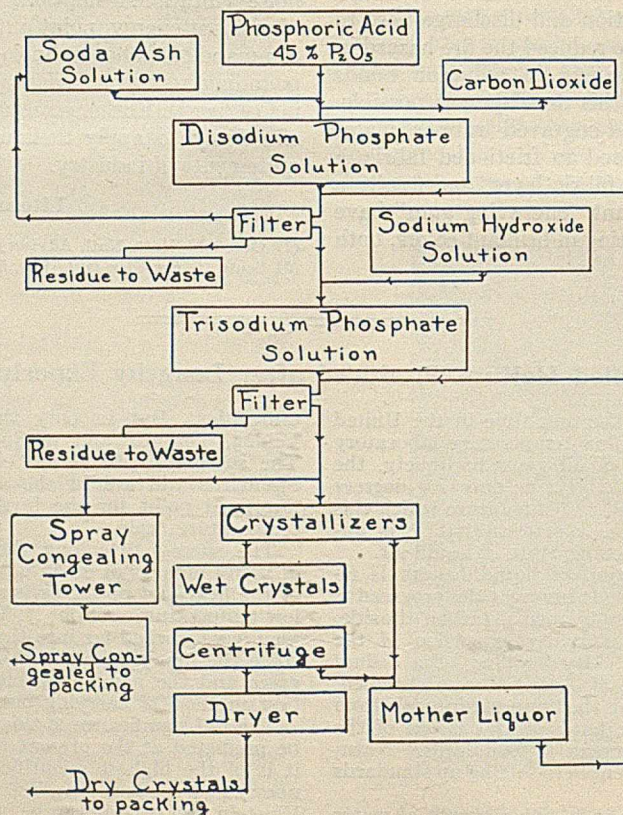 Phosphoric Acid
45 % P₂O₅
Soda Ash
Solution
Carbon Dioxide
Disodium Phosphate
Solution
Filter
Sodium Hydroxide
Solution
Residue to Waste
Trisodium Phosphate
Solution
Filter
Residue to Waste
Spray
Congealing
Tower
Crystallizers
Wet Crystals
Centrifuge
Spray Con-
gealed to
packing
Dryer
Mother Liquor
Dry Crystals
to packing